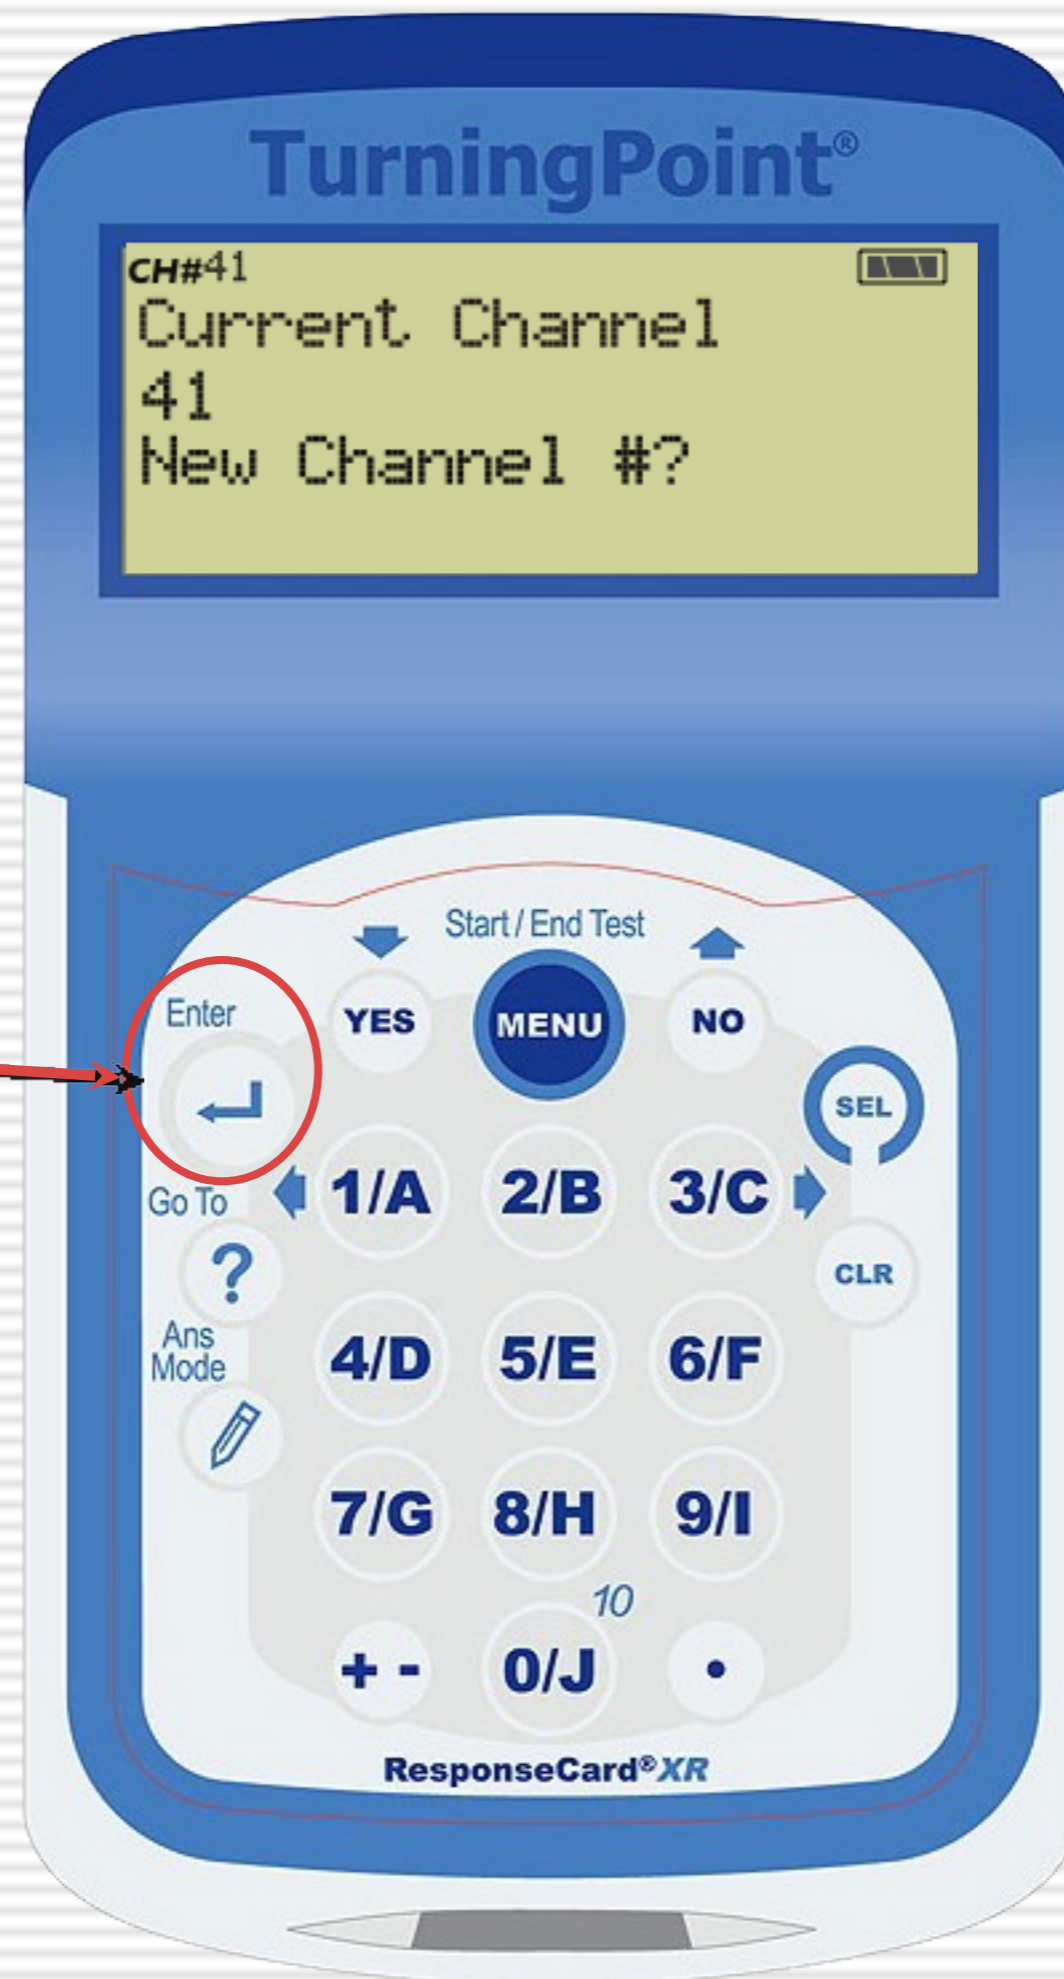 TurningPoint®
CH#41
Current Channel
41
New Channel #?
Start / End Test
Enter
YES
MENU
NO
SEL
Go To
1/A
2/B
3/C
?
CLR
Ans
Mode
4/D
5/E
6/F
7/G
8/H
9/I
10
+ -
0/J
•
ResponseCard®XR